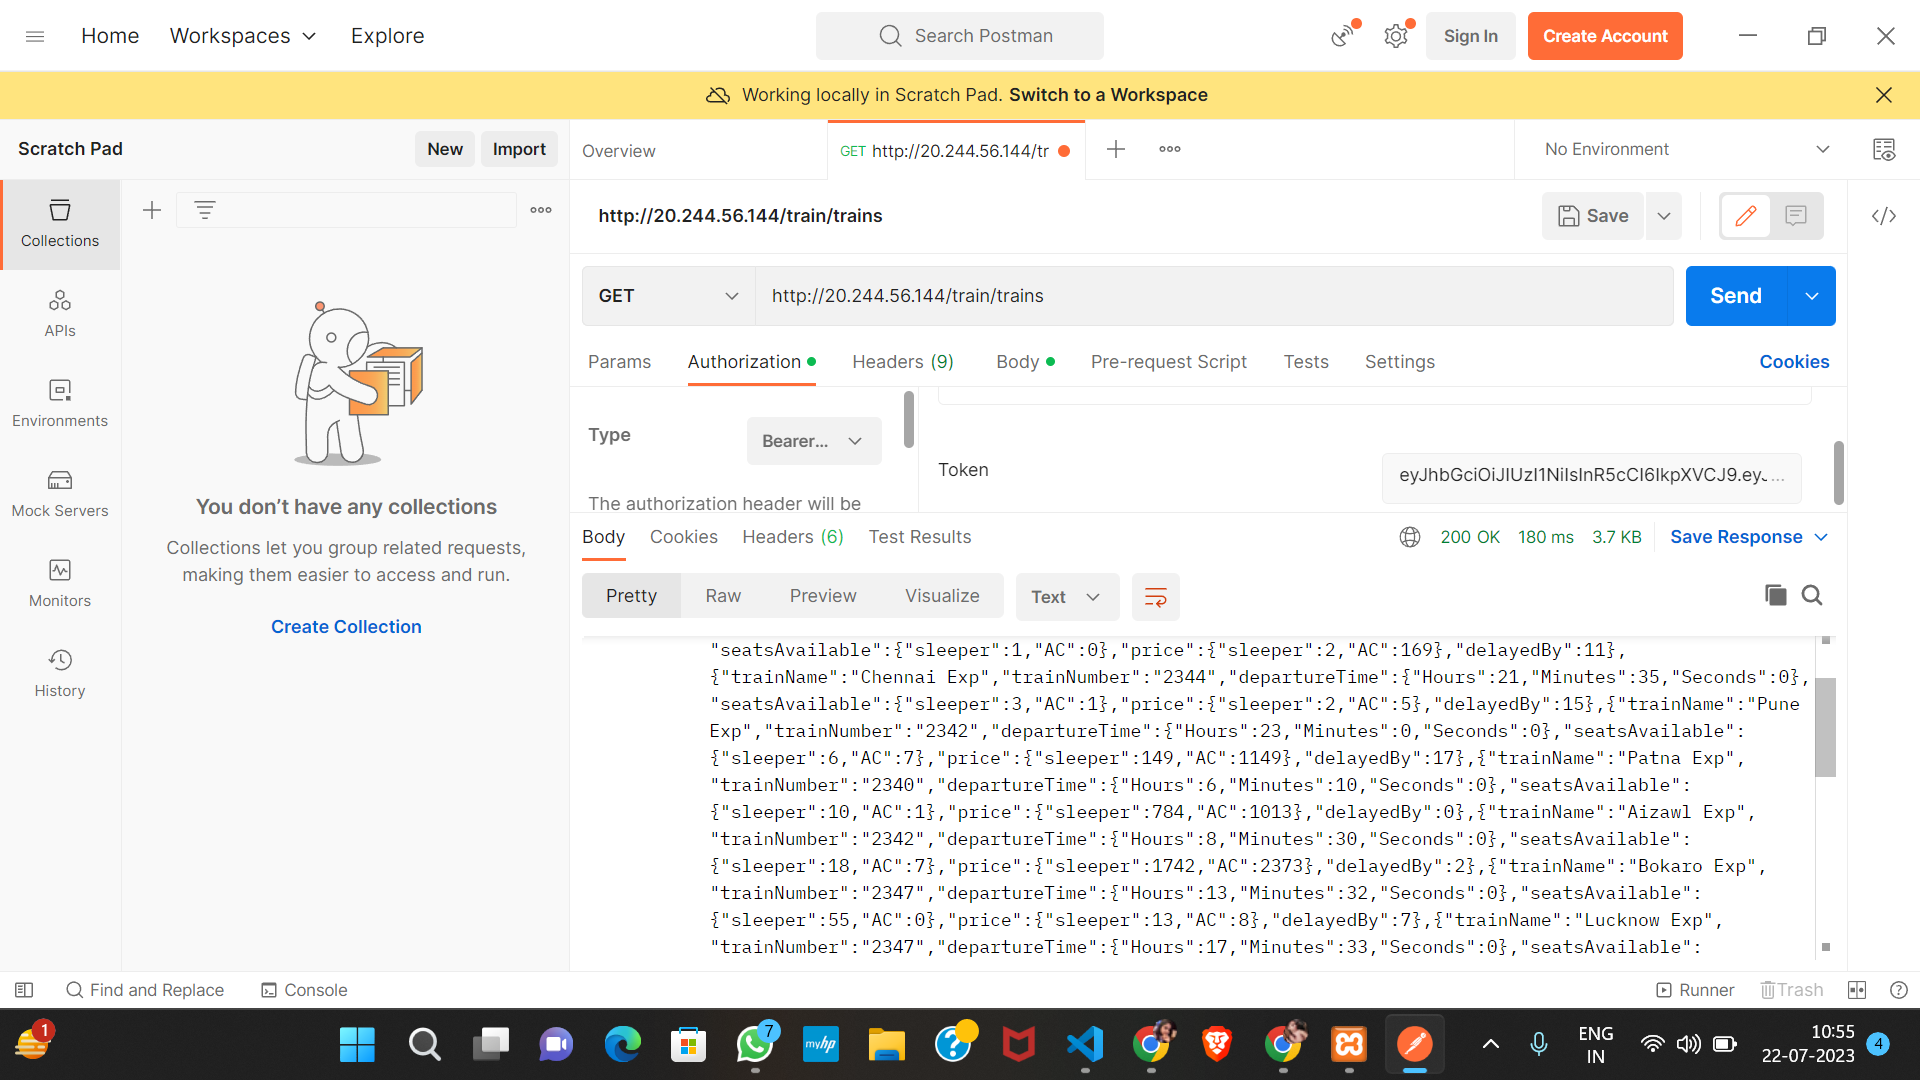 Home
Workspaces
Explore
Search Postman
Sign In
Create Account
Working locally in Scratch Pad. Switch to a Workspace
Scratch Pad
New
Import
Overview
GET http://20.244.56.144/tr
No Environment
Collections
APIs
Environments
Mock Servers
Monitors
History
You don’t have any collections
Collections let you group related requests,
making them easier to access and run.
Create Collection
http://20.244.56.144/train/trains
Save
GET
http://20.244.56.144/train/trains
Send
Params
Authorization
Headers (9)
Body
Pre-request Script
Tests
Settings
Cookies
Type
Bearer...
The authorization header will be
Token
eyJhbGciOiJIUzI1NiIsInR5cCI6IkpXVCJ9.eyJ...
Body
Cookies
Headers (6)
Test Results
200 OK
180 ms
3.7 KB
Save Response
Pretty
Raw
Preview
Visualize
Text
"seatsAvailable":{"sleeper":1,"AC":0},"price":{"sleeper":2,"AC":169},"delayedBy":11},
{"trainName":"Chennai Exp","trainNumber":"2344","departureTime":{"Hours":21,"Minutes":35,"Seconds":0},
"seatsAvailable":{"sleeper":3,"AC":1},"price":{"sleeper":2,"AC":5},"delayedBy":15},{"trainName":"Pune
Exp","trainNumber":"2342","departureTime":{"Hours":23,"Minutes":0,"Seconds":0},"seatsAvailable":
{"sleeper":6,"AC":7},"price":{"sleeper":149,"AC":1149},"delayedBy":17},{"trainName":"Patna Exp",
"trainNumber":"2340","departureTime":{"Hours":6,"Minutes":10,"Seconds":0},"seatsAvailable":
{"sleeper":10,"AC":1},"price":{"sleeper":784,"AC":1013},"delayedBy":0},{"trainName":"Aizawl Exp",
"trainNumber":"2342","departureTime":{"Hours":8,"Minutes":30,"Seconds":0},"seatsAvailable":
{"sleeper":18,"AC":7},"price":{"sleeper":1742,"AC":2373},"delayedBy":2},{"trainName":"Bokaro Exp",
"trainNumber":"2347","departureTime":{"Hours":13,"Minutes":32,"Seconds":0},"seatsAvailable":
{"sleeper":55,"AC":0},"price":{"sleeper":13,"AC":8},"delayedBy":7},{"trainName":"Lucknow Exp",
"trainNumber":"2347","departureTime":{"Hours":17,"Minutes":33,"Seconds":0},"seatsAvailable":
Find and Replace
Console
Runner
Trash
1
7
myhp
ENG
IN
10:55
22-07-2023
4